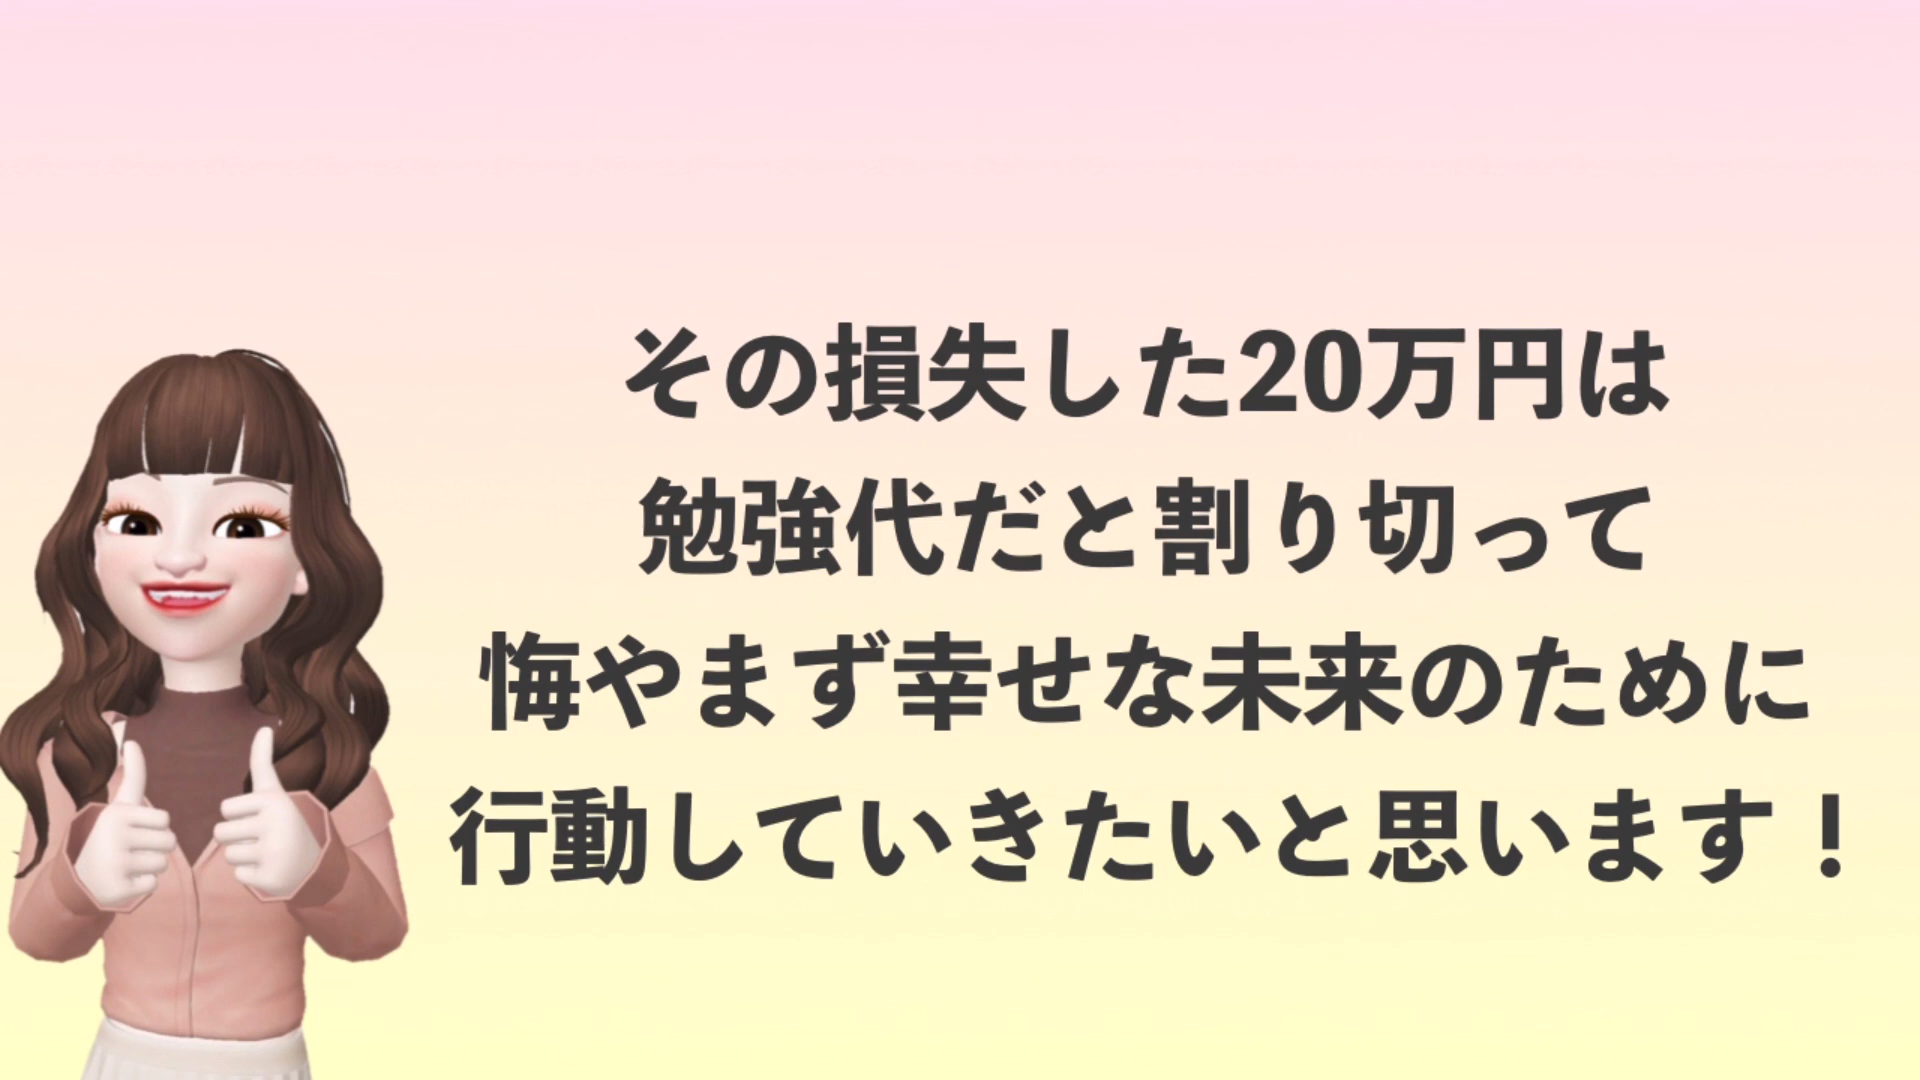 その損失した20万円は
勉強代だと割り切って
悔やまず幸せな未来のために
行動していきたいと思います！